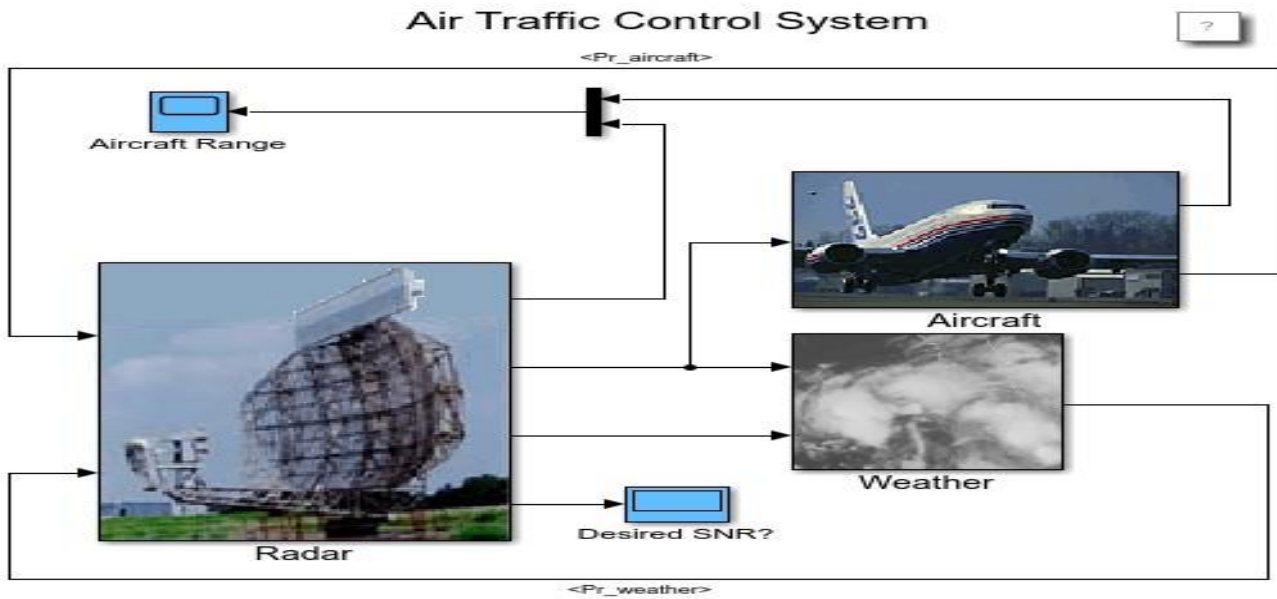 Air Traffic Control System
?
<Pr_aircraft>
Aircraft Range
Aircraft
Weather
Desired SNR?
Radar
<Pr_weather>